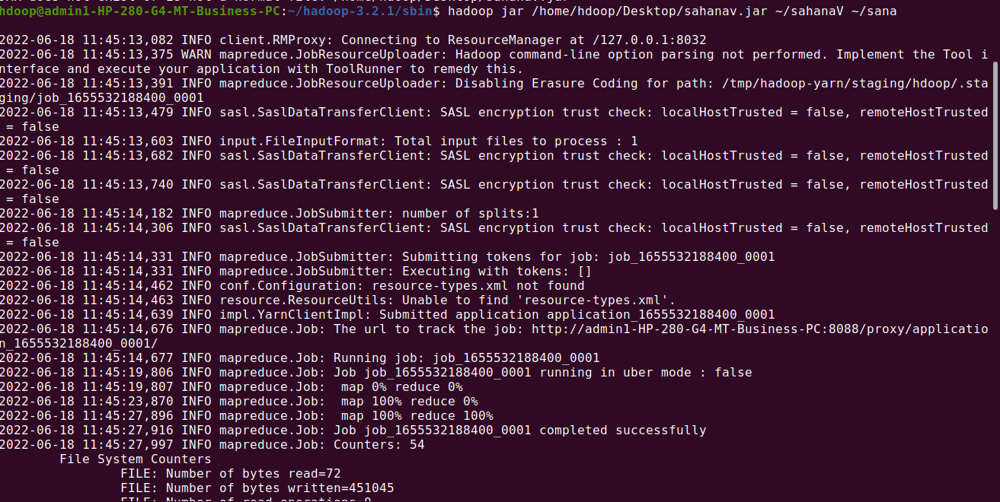 hdoop@admin1-HP-280-G4-MT-Business-PC:~/hadoop-3.2.1/sbin$ hadoop jar /home/hdoop/Desktop/sahanav.jar ~/sahanaV ~/sana
2022-06-18 11:45:13,082 INFO client.RMProxy: Connecting to ResourceManager at /127.0.0.1:8032
2022-06-18 11:45:13,375 WARN mapreduce.JobResourceUploader: Hadoop command-line option parsing not performed. Implement the Tool i
nterface and execute your application with ToolRunner to remedy this.
2022-06-18 11:45:13,391 INFO mapreduce.JobResourceUploader: Disabling Erasure Coding for path: /tmp/hadoop-yarn/staging/hdoop/.sta
ging/job_1655532188400_0001
2022-06-18 11:45:13,479 INFO sasl.SaslDataTransferClient: SASL encryption trust check: localHostTrusted = false, remoteHostTrusted
 = false
2022-06-18 11:45:13,603 INFO input.FileInputFormat: Total input files to process : 1
2022-06-18 11:45:13,682 INFO sasl.SaslDataTransferClient: SASL encryption trust check: localHostTrusted = false, remoteHostTrusted
 = false
2022-06-18 11:45:13,740 INFO sasl.SaslDataTransferClient: SASL encryption trust check: localHostTrusted = false, remoteHostTrusted
 = false
2022-06-18 11:45:14,182 INFO mapreduce.JobSubmitter: number of splits:1
2022-06-18 11:45:14,306 INFO sasl.SaslDataTransferClient: SASL encryption trust check: localHostTrusted = false, remoteHostTrusted
 = false
2022-06-18 11:45:14,331 INFO mapreduce.JobSubmitter: Submitting tokens for job: job_1655532188400_0001
2022-06-18 11:45:14,331 INFO mapreduce.JobSubmitter: Executing with tokens: []
2022-06-18 11:45:14,462 INFO conf.Configuration: resource-types.xml not found
2022-06-18 11:45:14,463 INFO resource.ResourceUtils: Unable to find 'resource-types.xml'.
2022-06-18 11:45:14,639 INFO impl.YarnClientImpl: Submitted application application_1655532188400_0001
2022-06-18 11:45:14,676 INFO mapreduce.Job: The url to track the job: http://admin1-HP-280-G4-MT-Business-PC:8088/proxy/applicatio
n_1655532188400_0001/
2022-06-18 11:45:14,677 INFO mapreduce.Job: Running job: job_1655532188400_0001
2022-06-18 11:45:19,806 INFO mapreduce.Job: Job job_1655532188400_0001 running in uber mode : false
2022-06-18 11:45:19,807 INFO mapreduce.Job:  map 0% reduce 0%
2022-06-18 11:45:23,870 INFO mapreduce.Job:  map 100% reduce 0%
2022-06-18 11:45:27,896 INFO mapreduce.Job:  map 100% reduce 100%
2022-06-18 11:45:27,916 INFO mapreduce.Job: Job job_1655532188400_0001 completed successfully
2022-06-18 11:45:27,997 INFO mapreduce.Job: Counters: 54
File System Counters
FILE: Number of bytes read=72
FILE: Number of bytes written=451045